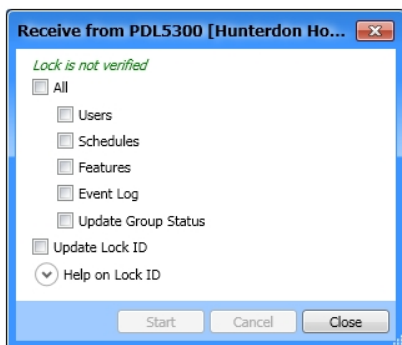 Receive from PDL5300 [Hunterdon Ho...
Lock is not verified
All
Users
Schedules
Features
Event Log
Update Group Status
Update Lock ID
Help on Lock ID
Start Cancel Close